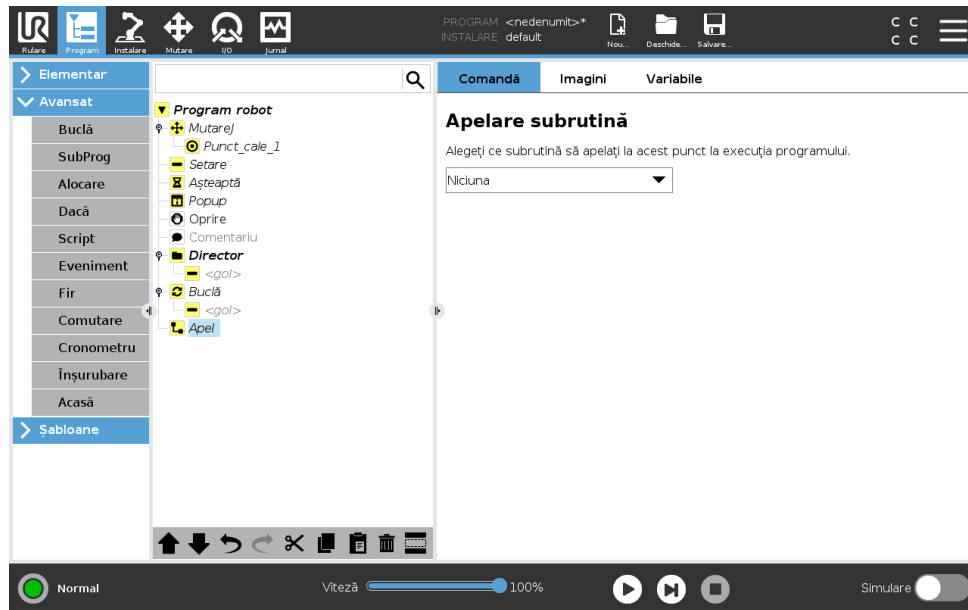 Rulare
Program
Instalare
Mutare
I/O
Jurnal
PROGRAM <nedenumit>*
INSTALARE default
Nou...
Deschide...
Salvare...
C C
C C
Elementar
Avansat
Buclă
SubProg
Alocare
Dacă
Script
Eveniment
Fir
Comutare
Cronometru
Înșurubare
Acasă
Șabloane
Program robot
MutareJ
Punct_cale_1
Setare
Așteaptă
Popup
Oprire
Comentariu
Director
<gol>
Buclă
<gol>
Apel
Comandă
Imagini
Variabile
Apelare subrutină
Alegeți ce subrutină să apelați la acest punct la execuția programului.
Niciuna
Normal
Viteză
100%
Simulare